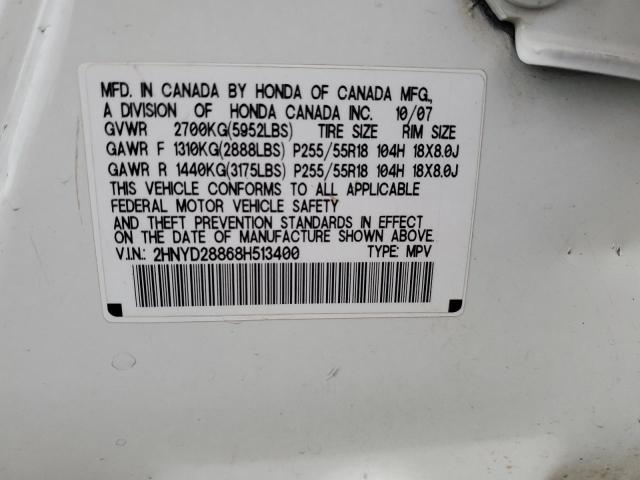 MFD. IN CANADA BY HONDA OF CANADA MFG.,
A DIVISION OF HONDA CANADA INC. 10/07
GVWR 2700KG(5952LBS) TIRE SIZE RIM SIZE
GAWR F 1310KG(2888LBS) P255/55R18 104H 18X8.0J
GAWR R 1440KG(3175LBS) P255/55R18 104H 18X8.0J
THIS VEHICLE CONFORMS TO ALL APPLICABLE
FEDERAL MOTOR VEHICLE SAFETY
AND THEFT PREVENTION STANDARDS IN EFFECT
ON THE DATE OF MANUFACTURE SHOWN ABOVE.
V.I.N.: 2HNYD28868H513400 TYPE: MPV